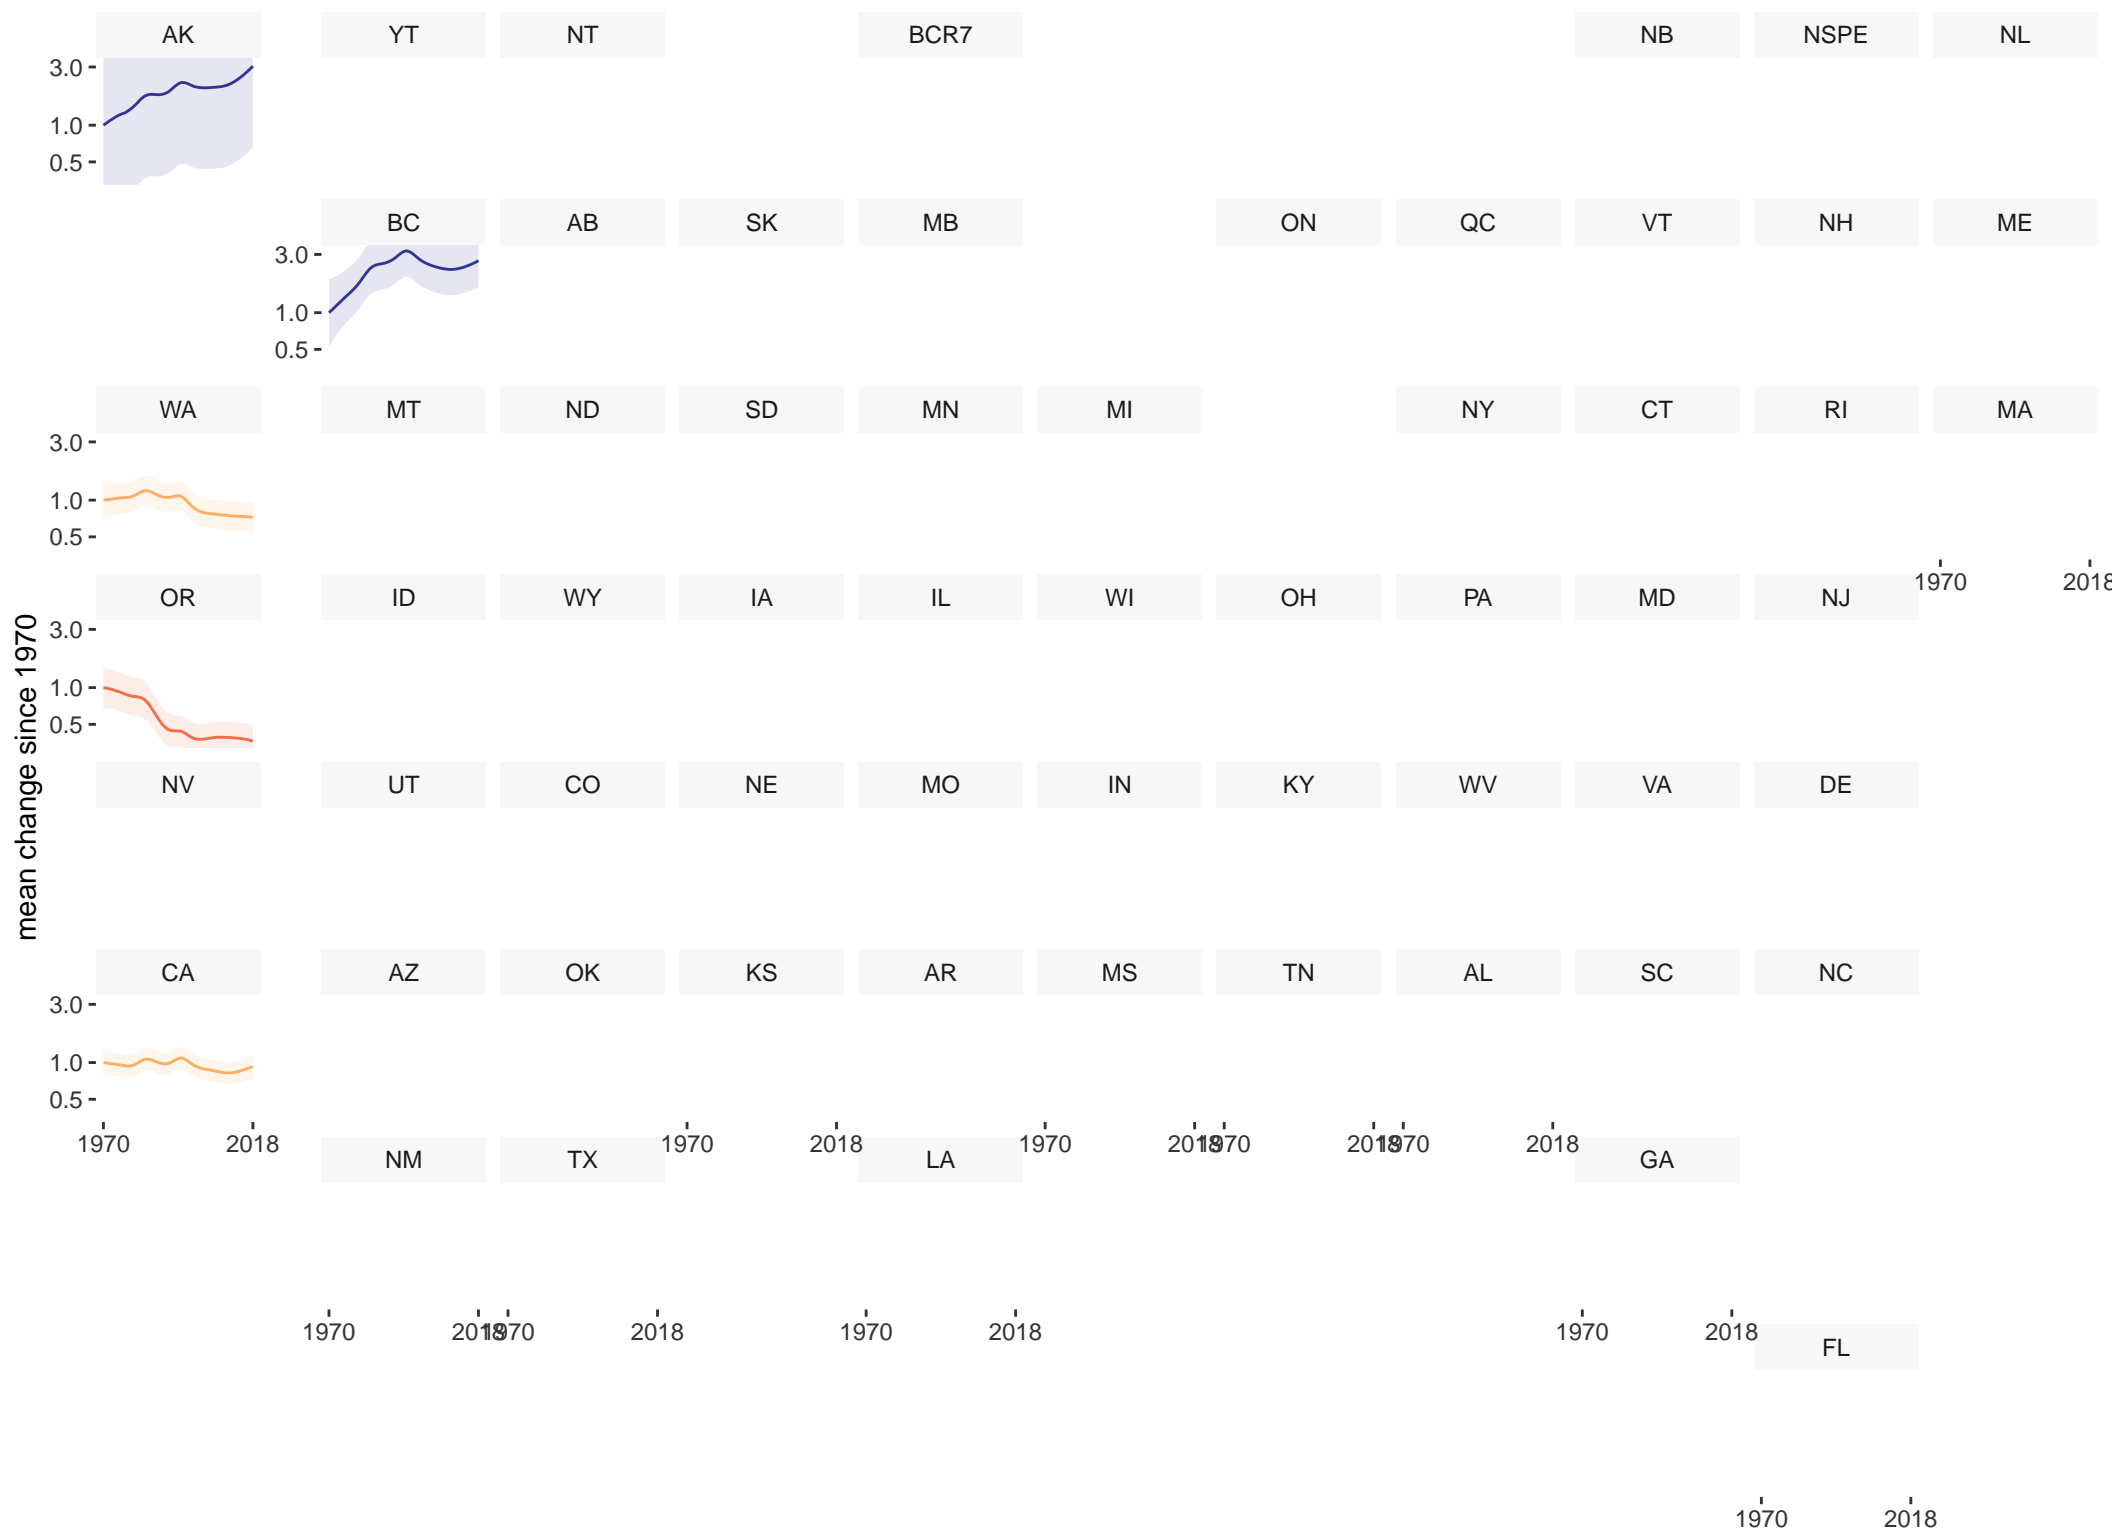 AK YT NT BCR7 NB NSPE NL
3.0
1.0
0.5
BC AB SK MB ON QC VT NH ME
3.0
1.0
0.5
WA MT ND SD MN MI NY CT RI MA
3.0
1.0
0.5
1970 2018
OR ID WY IA IL WI OH PA MD NJ
3.0
1.0
0.5
mean change since 1970
NV UT CO NE MO IN KY WV VA DE
CA AZ OK KS AR MS TN AL SC NC
3.0
1.0
0.5
1970 2018 1970 2018 1970 2018 1970 2018 1970 2018
NM TX LA GA
1970 2018 1970 2018 1970 2018 1970 2018
FL
1970 2018